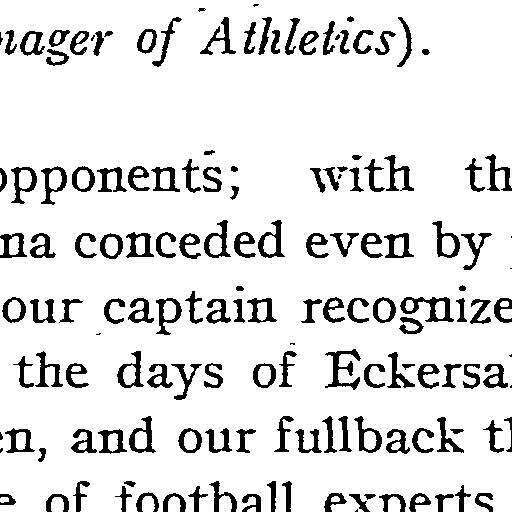 nager of Athletics).
opponents; with th
na conceded even by
our captain recognize
the days of Eckersal
en, and our fullback th
e of football experts